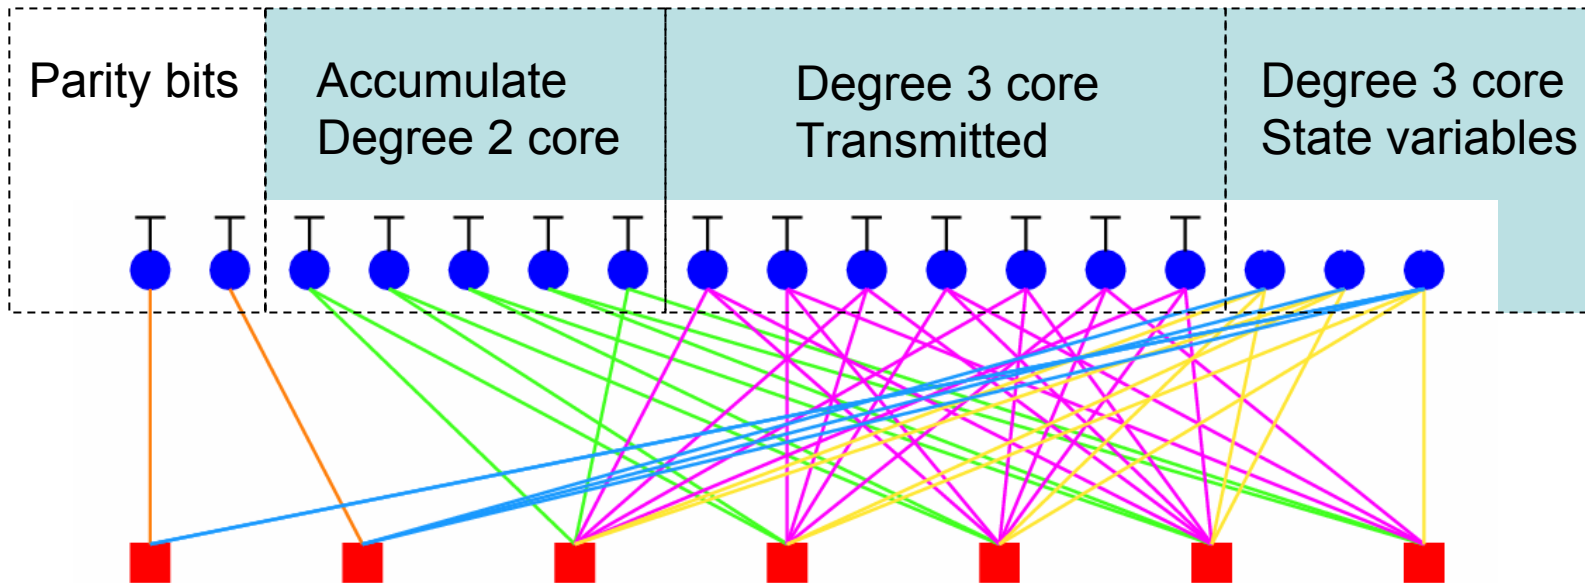 Parity bits
Accumulate
Degree 2 core
Degree 3 core
Transmitted
Degree 3 core
State variables